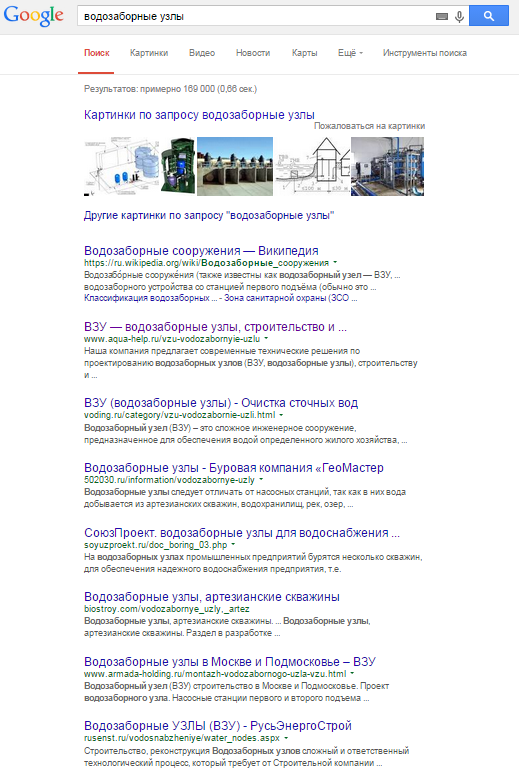 Google
водозаборные узлы
Поиск Картинки Видео Новости Карты Ещё Инструменты поиска
Результатов: примерно 169 000 (0,66 сек.)
Картинки по запросу водозаборные узлы
Пожаловаться на картинки
Другие картинки по запросу "водозаборные узлы"
Водозаборные сооружения — Википедия
https://ru.wikipedia.org/wiki/Водозаборные_сооружения
Водозабо́рные сооруже́ния (также известны как водозаборный узел — ВЗУ, ...
водозаборного устройства со станцией первого подъёма (обычно это ...
Классификация водозаборных ... - Зона санитарной охраны (ЗСО ...
ВЗУ — водозаборные узлы, строительство и ...
www.aqua-help.ru/vzu-vodozabornyie-uzlu
Наша компания предлагает современные технические решения по
проектированию водозаборных узлов (ВЗУ, водозаборные узлы), строительству
и ...
ВЗУ (водозаборные узлы) - Очистка сточных вод
voding.ru/category/vzu-vodozabornie-uzli.html
Водозаборный узел (ВЗУ) – это сложное инженерное сооружение,
предназначенное для обеспечения водой определенного жилого хозяйства, ...
Водозаборные узлы - Буровая компания «ГеоМастер
502030.ru/information/vodozabornye-uzly
Водозаборные узлы следует отличать от насосных станций, так как в них вода
добывается из артезианских скважин, водохранилищ, рек, озер, ...
СоюзПроект. водозаборные узлы для водоснабжения ...
soyuzproekt.ru/doc_boring_03.php
На водозаборных узлах промышленных предприятий бурятся несколько скважин,
для обеспечения надежного водоснабжения предприятия, т.е.
Водозаборные узлы, артезианские скважины
biostroy.com/vodozabornye_uzly,_artez
Водозаборные узлы, артезианские скважины. ... Водозаборные узлы,
артезианские скважины. Раздел в разработке ...
Водозаборные узлы в Москве и Подмосковье – ВЗУ
www.armada-holding.ru/montazh-vodozabornogo-uzla-vzu.html
Водозаборный узел (ВЗУ) строительство в Москве и Подмосковье. Проект
водозаборного узла. Насосные станции первого и второго подъема ...
Водозаборные УЗЛЫ (ВЗУ) - РусьЭнергоСтрой
rusenst.ru/vodosnabzheniye/water_nodes.aspx
Строительство, реконструкция Водозаборных узлов сложный и ответственный
технологический процесс, который требует от Строительной компании ...